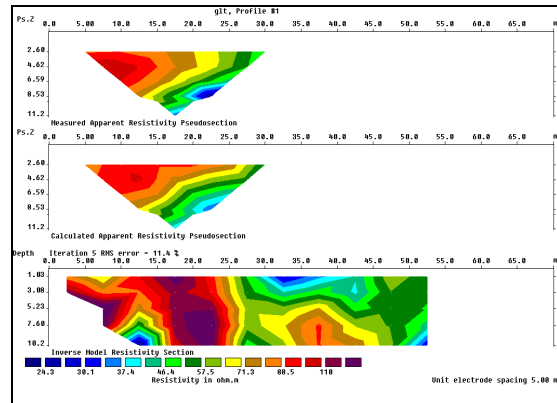 glt, Profile #1
Ps.Z 0.0 5.00 10.0 15.0 20.0 25.0 30.0 35.0 40.0 45.0 50.0 55.0 60.0 65.0 m.
2.60
4.62
6.59
8.53
11.2
Measured Apparent Resistivity Pseudosection
Ps.Z 0.0 5.00 10.0 15.0 20.0 25.0 30.0 35.0 40.0 45.0 50.0 55.0 60.0 65.0 m.
2.60
4.62
6.59
8.53
11.2
Calculated Apparent Resistivity Pseudosection
Depth Iteration 5 RMS error = 11.4 %
0.0 5.00 10.0 15.0 20.0 25.0 30.0 35.0 40.0 45.0 50.0 55.0 60.0 65.0 m.
1.03
3.08
5.23
7.60
10.2
Inverse Model Resistivity Section
24.3 30.1 37.4 46.4 57.5 71.3 88.5 110
Resistivity in ohm.m
Unit electrode spacing 5.00 m